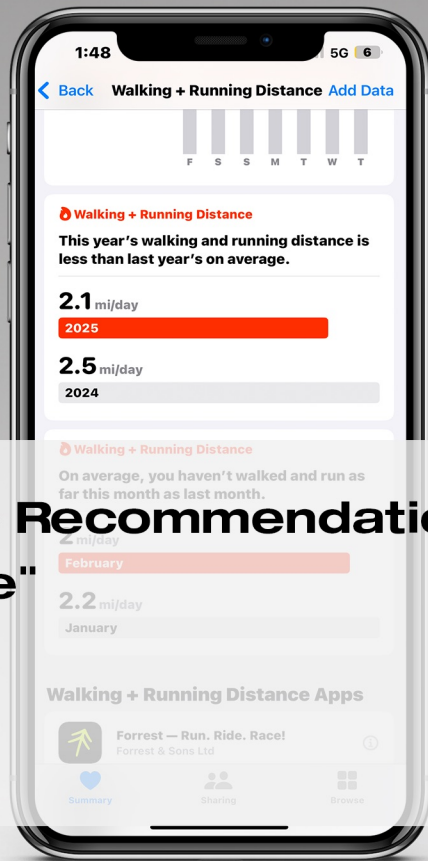 1:48 5G 6
Back Walking + Running Distance Add Data
F S S M T W T
Walking + Running Distance
This year's walking and running distance is
less than last year's on average.
2.1 mi/day
2025
2.5 mi/day
2024
Walking + Running Distance
On average, you haven't walked and run as
far this month as last month.
Recommendatio
2 mi/day
e"
February
2.2 mi/day
January
Walking + Running Distance Apps
Forrest — Run. Ride. Race!
Forrest & Sons Ltd
Summary Sharing Browse